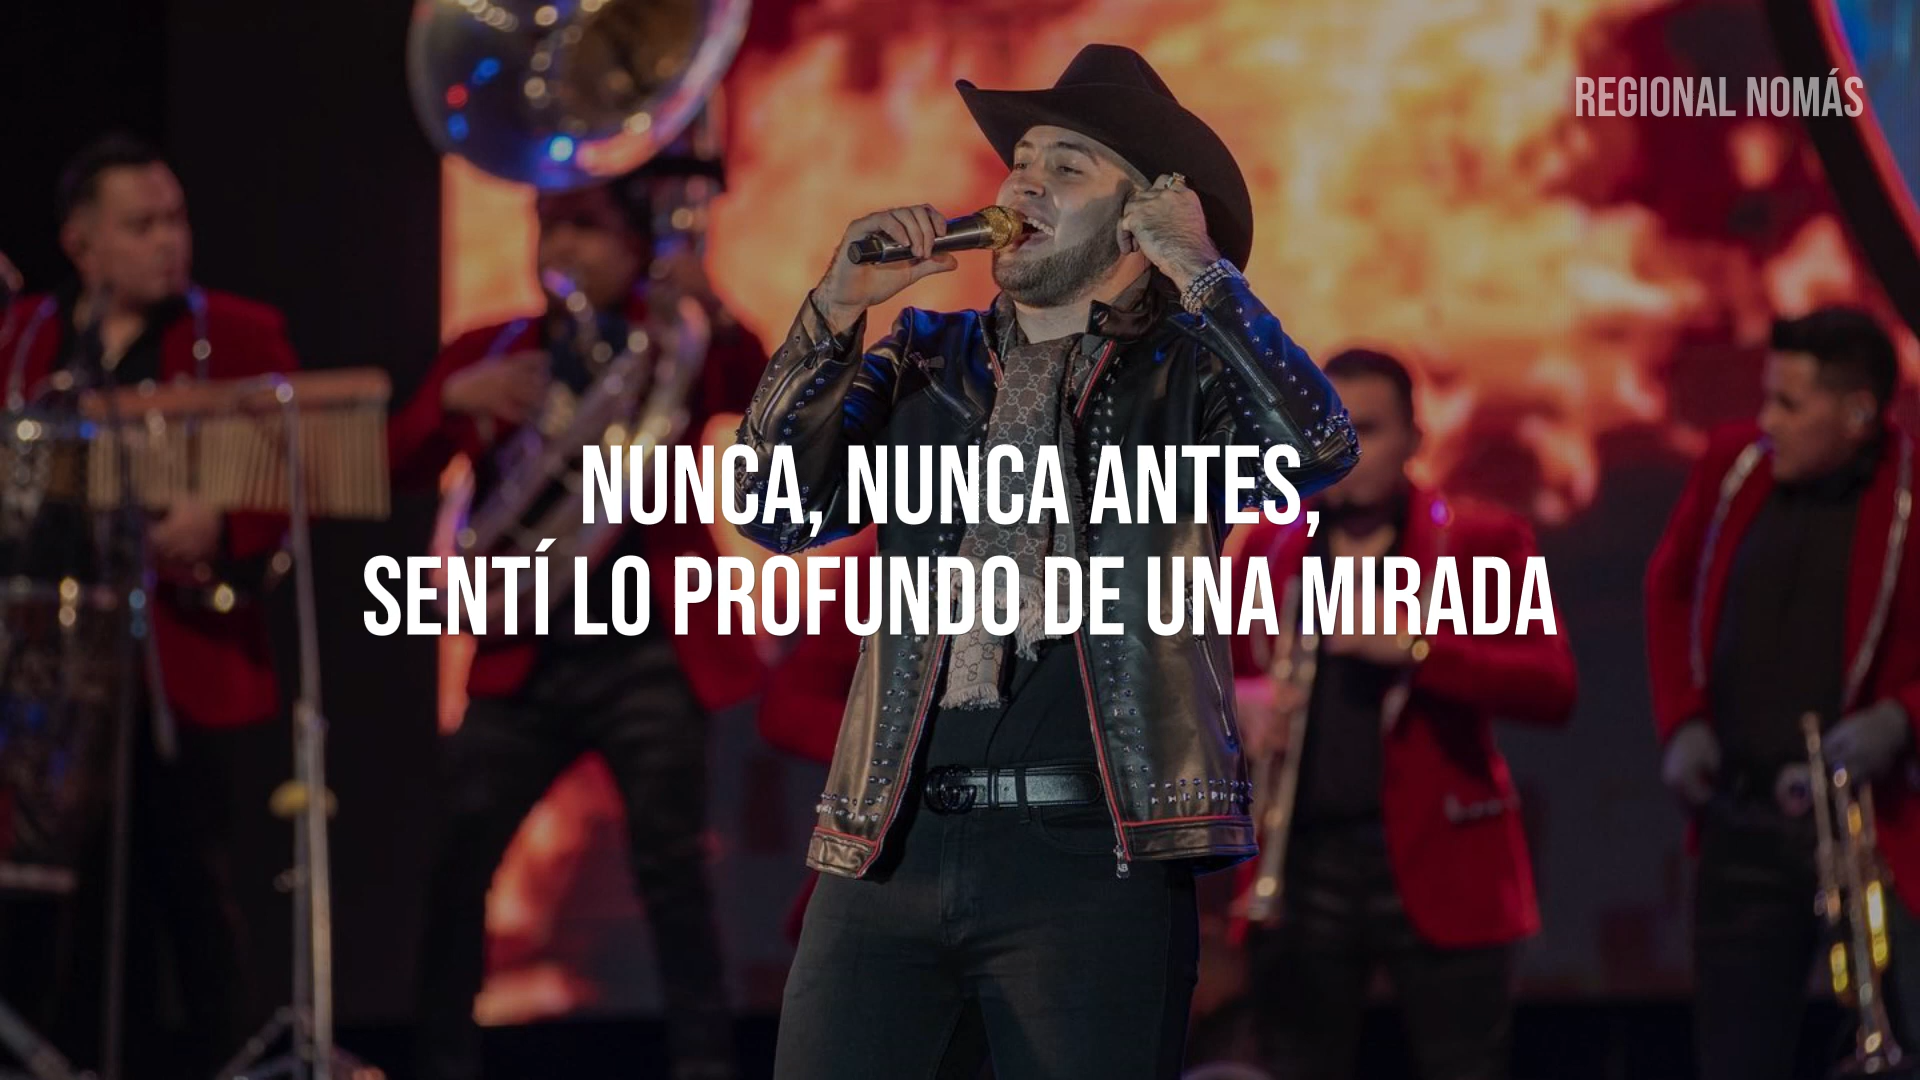 REGIONAL NOMÁS
NUNCA, NUNCA ANTES,
SENTÍ LO PROFUNDO DE UNA MIRADA